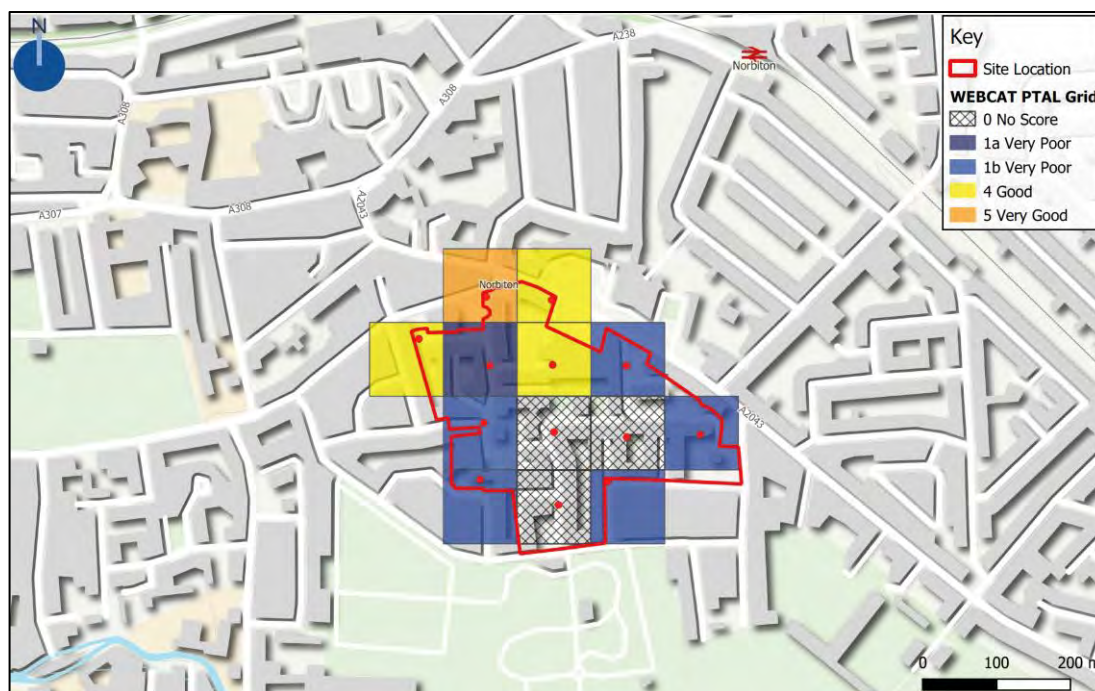 N
A308
A238
Norbiton
A308
A308
A2043
A307
A308
Norbiton
A2043
Key
Site Location
WEBCAT PTAL Grid
0 No Score
1a Very Poor
1b Very Poor
4 Good
5 Very Good
0 100 200 m